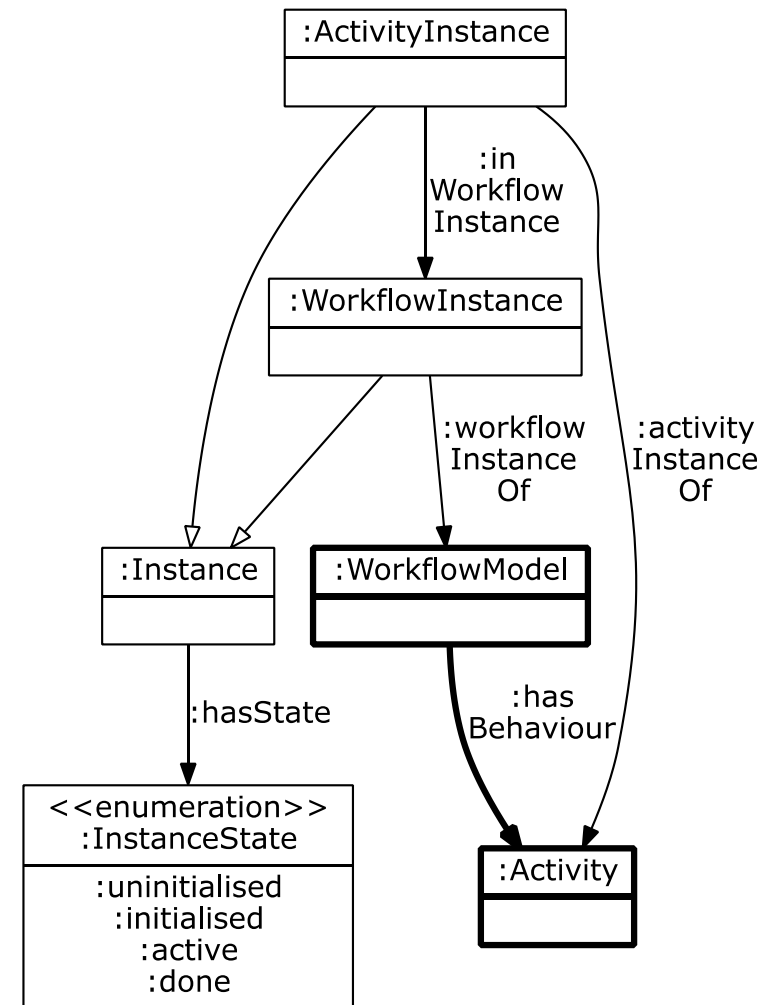 :ActivityInstance
:in
Workflow
Instance
:WorkflowInstance
:workflow
Instance
Of
:activity
Instance
Of
:Instance
:WorkflowModel
:hasState
:has
Behaviour
<<enumeration>>
:InstanceState
:uninitialised
:initialised
:active
:done
:Activity